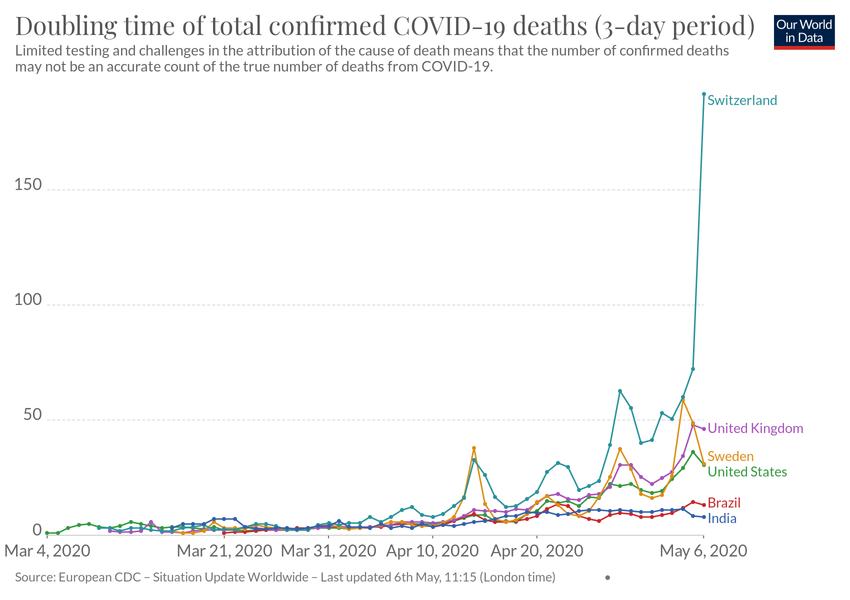 Doubling time of total confirmed COVID-19 deaths (3-day period)
Our World
in Data
Limited testing and challenges in the attribution of the cause of death means that the number of confirmed deaths
may not be an accurate count of the true number of deaths from COVID-19.
Switzerland
150
100
50
United Kingdom
Sweden
United States
Brazil
India
0
Mar 4, 2020 Mar 21, 2020 Mar 31, 2020 Apr 10, 2020 Apr 20, 2020 May 6, 2020
Source: European CDC – Situation Update Worldwide – Last updated 6th May, 11:15 (London time)